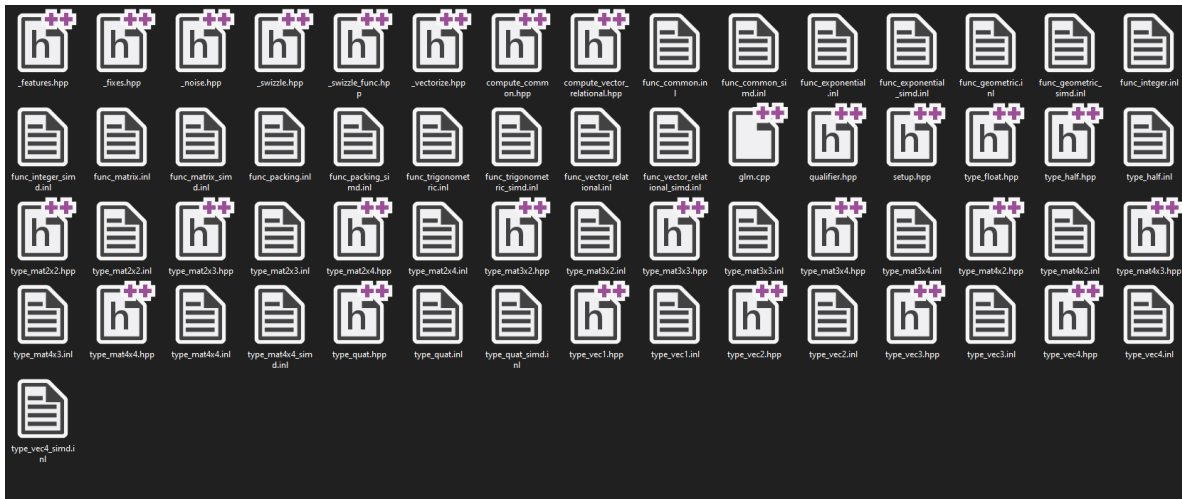 _features.hpp
_fixes.hpp
_noise.hpp
_swizzle.hpp
_swizzle_func.hp
p
_vectorize.hpp
compute_comm
on.hpp
compute_vector_
relational.hpp
func_common.in
l
func_common_si
md.inl
func_exponential
.inl
func_exponential
_simd.inl
func_geometric.i
nl
func_geometric_
simd.inl
func_integer.inl
func_integer_sim
d.inl
func_matrix.inl
func_matrix_sim
d.inl
func_packing.inl
func_packing_si
md.inl
func_trigonomet
ric.inl
func_trigonomet
ric_simd.inl
func_vector_relat
ional.inl
func_vector_relat
ional_simd.inl
glm.cpp
qualifier.hpp
setup.hpp
type_float.hpp
type_half.hpp
type_half.inl
type_mat2x2.hpp
type_mat2x2.inl
type_mat2x3.hpp
type_mat2x3.inl
type_mat2x4.hpp
type_mat2x4.inl
type_mat3x2.hpp
type_mat3x2.inl
type_mat3x3.hpp
type_mat3x3.inl
type_mat3x4.hpp
type_mat3x4.inl
type_mat4x2.hpp
type_mat4x2.inl
type_mat4x3.hpp
type_mat4x3.inl
type_mat4x4.hpp
type_mat4x4.inl
type_mat4x4_sim
d.inl
type_quat.hpp
type_quat.inl
type_quat_simd.i
nl
type_vec1.hpp
type_vec1.inl
type_vec2.hpp
type_vec2.inl
type_vec3.hpp
type_vec3.inl
type_vec4.hpp
type_vec4.inl
type_vec4_simd.i
nl